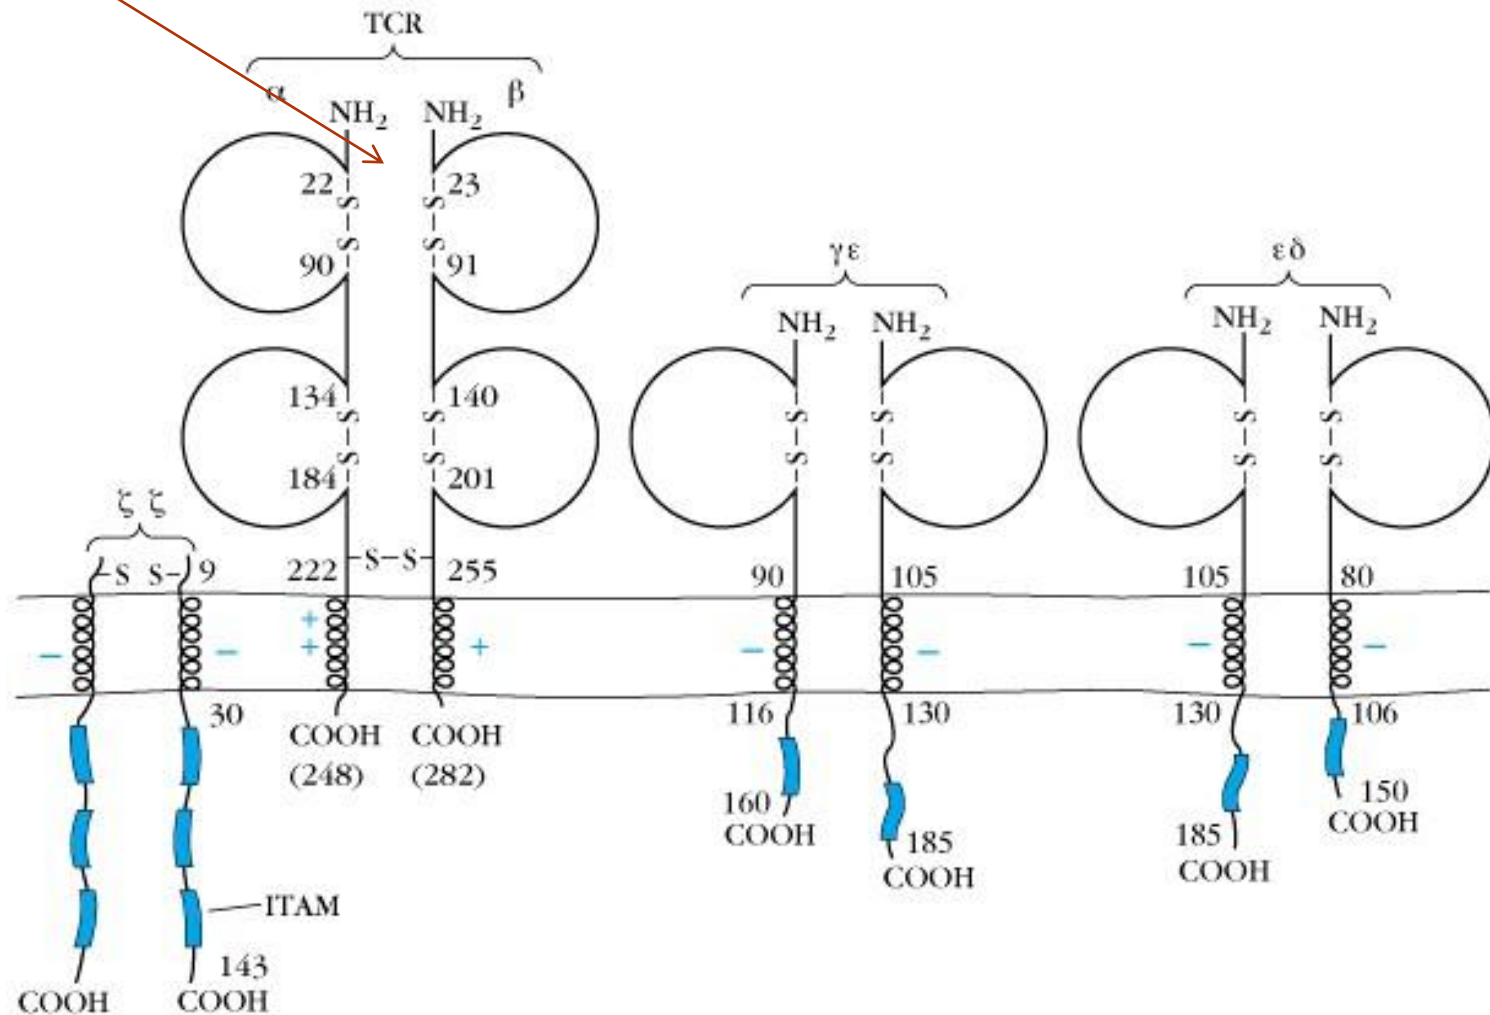 TCR
α β
NH₂ NH₂
22 23
S S
S S
90 91
γ ε ε δ
NH₂ NH₂ NH₂ NH₂
134 140
S S S S S S
S S S S S S
184 201
ζ ζ
S S 9 222 S S 255 90 105 105 80
+
− − + + − − − −
30 116 130 130 106
COOH COOH
(248) (282)
160 150
COOH COOH
185 185
COOH COOH
ITAM
143
COOH COOH